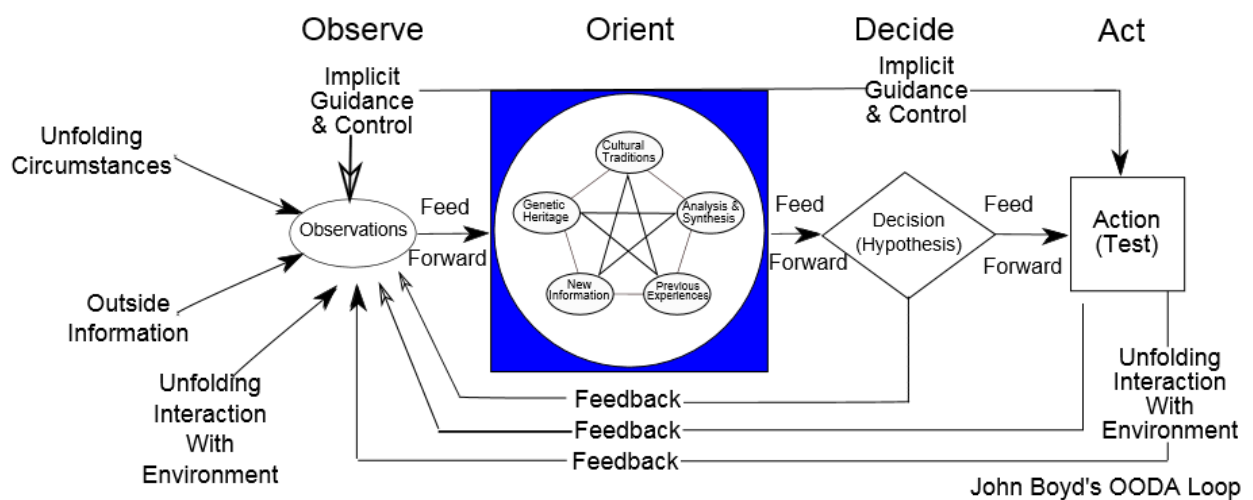 Observe
Orient
Decide
Act
Implicit
Guidance
& Control
Implicit
Guidance
& Control
Unfolding
Circumstances
Observations
Feed
Forward
Cultural
Traditions
Genetic
Heritage
Analysis &
Synthesis
New
Information
Previous
Experiences
Feed
Forward
Decision
(Hypothesis)
Feed
Forward
Action
(Test)
Outside
Information
Unfolding
Interaction
With
Environment
Feedback
Feedback
Feedback
Unfolding
Interaction
With
Environment
John Boyd's OODA Loop